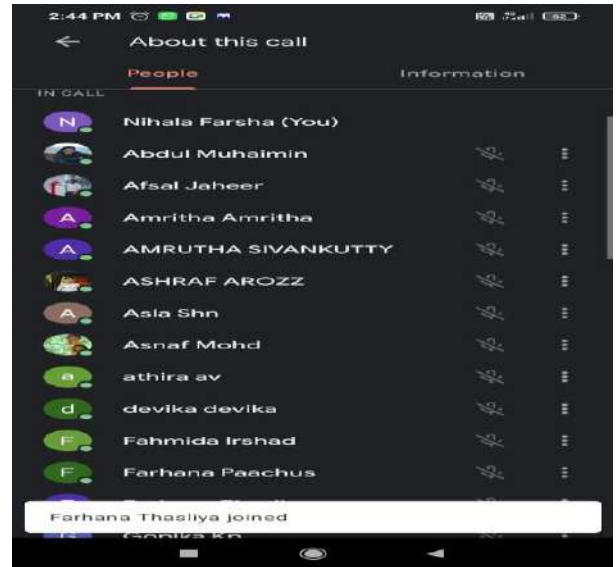 2:44 PM
About this call
People Information
IN CALL
N Nihala Farsha (You)
Abdul Muhaimin
Afsal Jaheer
A Amritha Amritha
A AMRUTHA SIVANKUTTY
ASHRAF AROZZ
A Asla Shn
Asnaf Mohd
a athira av
d devika devika
F Fahmida Irshad
F Farhana Paachus
Farhana Thasliya joined
Gopika Kp